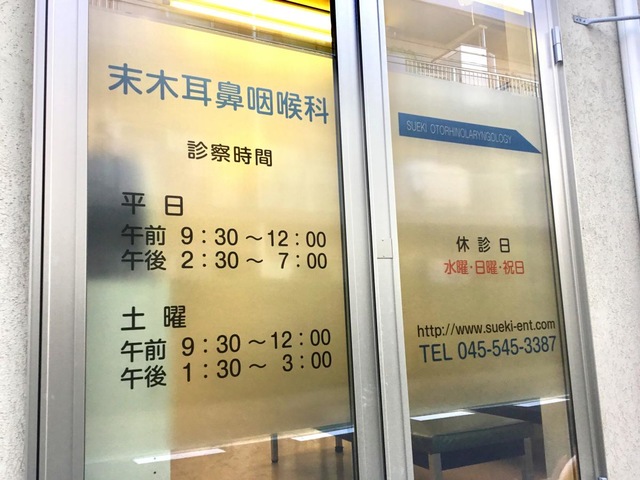 末木耳鼻咽喉科
診察時間
平日
午前 9：30～12：00
午後 2：30～ 7：00
土曜
午前 9：30～12：00
午後 1：30～ 3：00
SUEKI OTORHINOLARYNGOLOGY
休診日
水曜・日曜・祝日
http://www.sueki-ent.com
TEL 045-545-3387